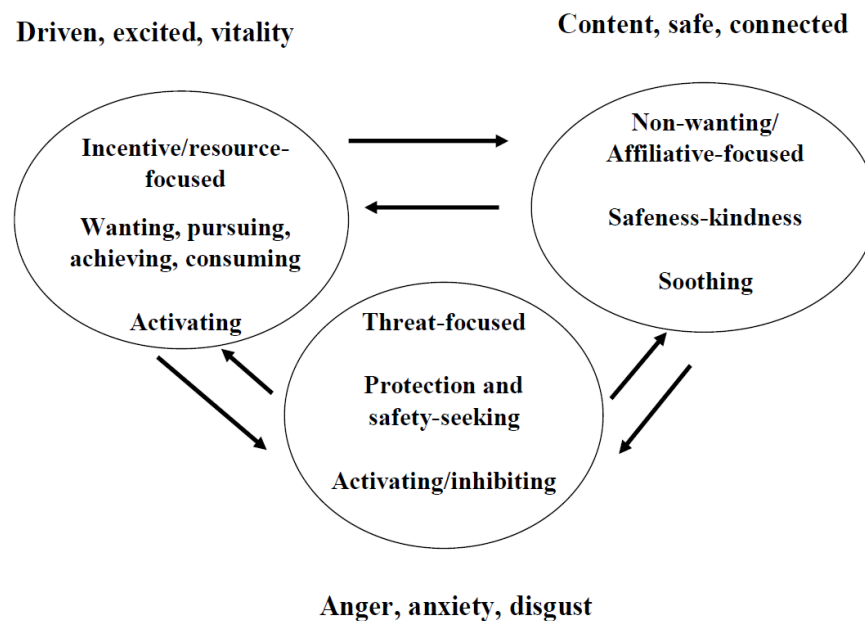 Driven, excited, vitality
Content, safe, connected
Incentive/resource-
focused
Wanting, pursuing,
achieving, consuming
Activating
Non-wanting/
Affiliative-focused
Safeness-kindness
Soothing
Threat-focused
Protection and
safety-seeking
Activating/inhibiting
Anger, anxiety, disgust